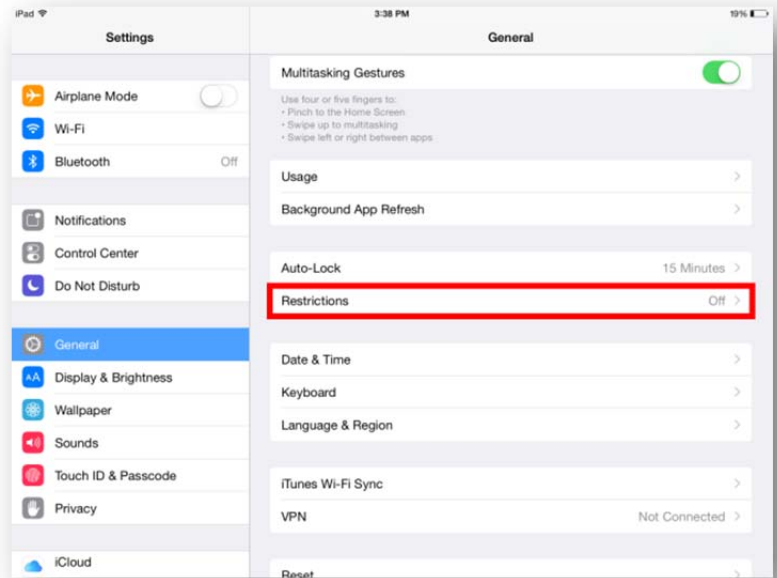 iPad 3:38 PM 19%
Settings
Airplane Mode
Wi-Fi
Bluetooth Off
Notifications
Control Center
Do Not Disturb
General
AA Display & Brightness
Wallpaper
Sounds
Touch ID & Passcode
Privacy
iCloud
General
Multitasking Gestures
Use four or five fingers to:
• Pinch to the Home Screen
• Swipe up to multitasking
• Swipe left or right between apps
Usage
Background App Refresh
Auto-Lock 15 Minutes
Restrictions Off
Date & Time
Keyboard
Language & Region
iTunes Wi-Fi Sync
VPN Not Connected
Reset